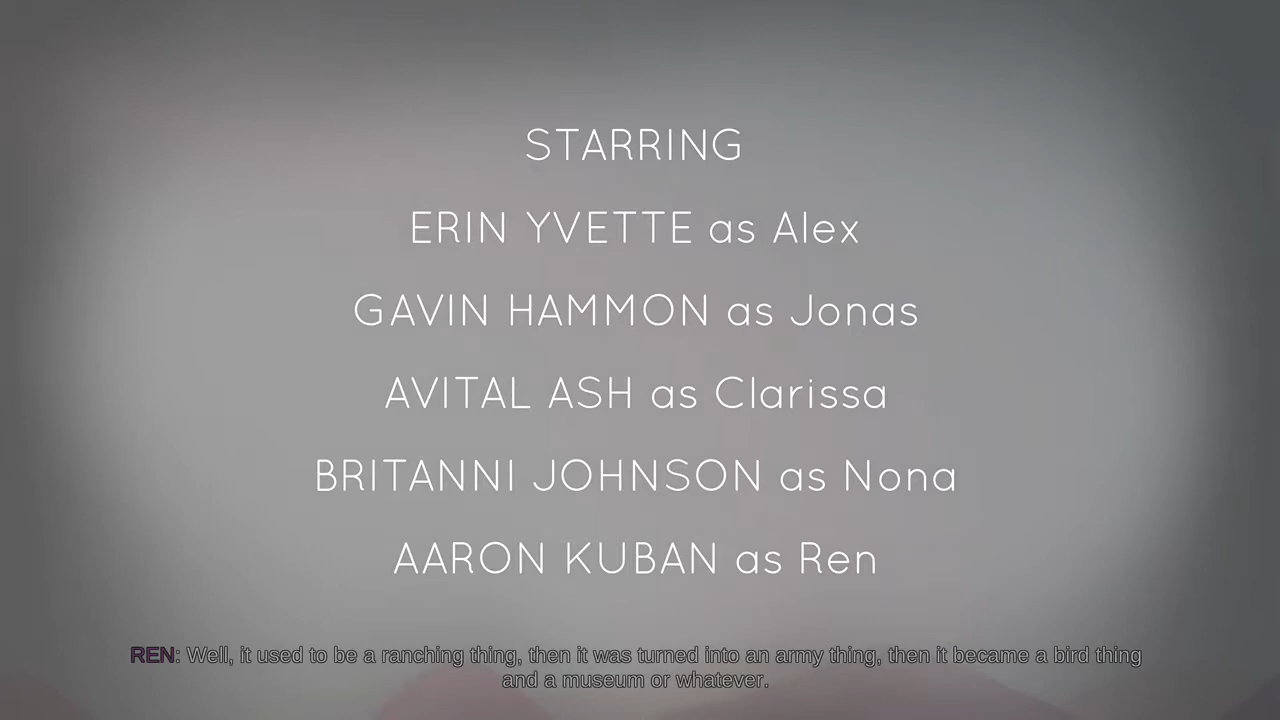 STARRING
ERIN YVETTE as Alex
GAVIN HAMMON as Jonas
AVITAL ASH as Clarissa
BRITANNI JOHNSON as Nona
AARON KUBAN as Ren
REN: Well, it used to be a ranching thing, then it was turned into an army thing, then it became a bird thing
and a museum or whatever.